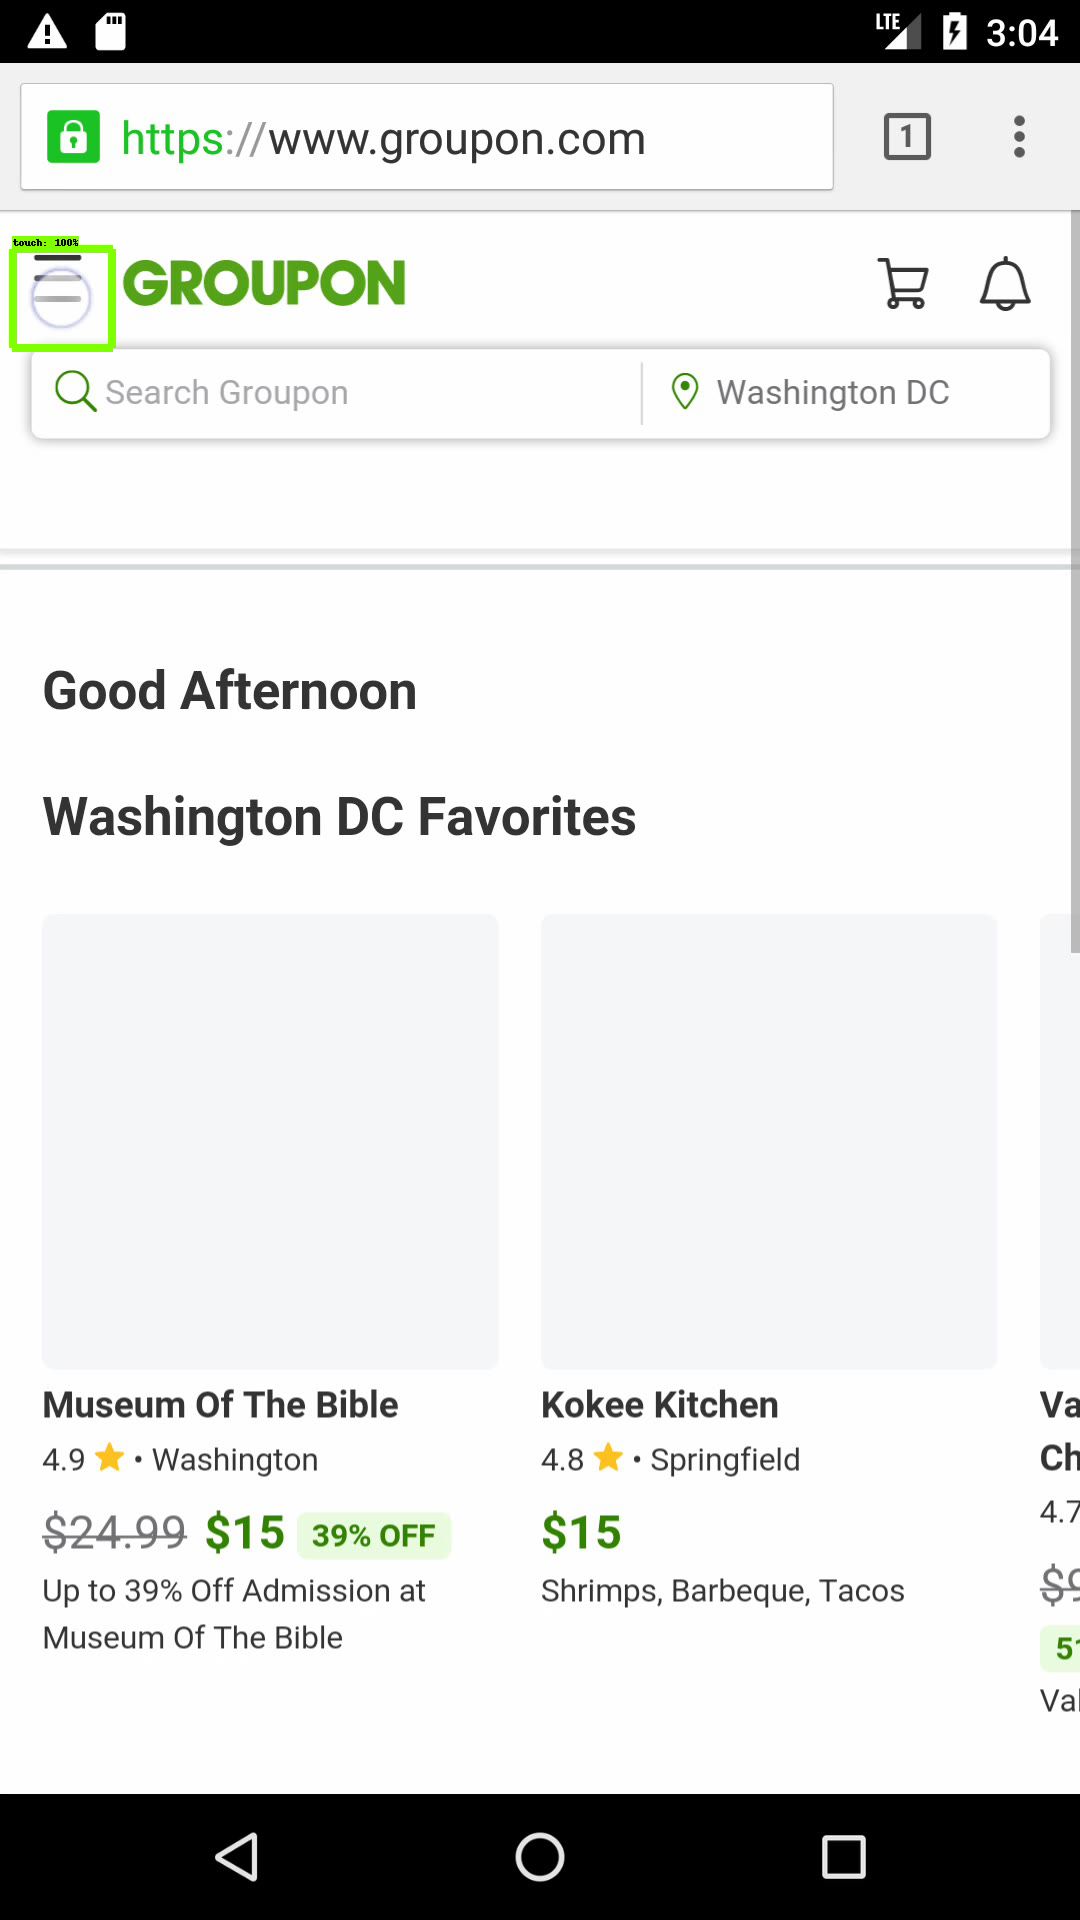 LTE 3:04
https://www.groupon.com 1
touch: 100%
GROUPON
Search Groupon Washington DC
Good Afternoon
Washington DC Favorites
Museum Of The Bible
4.9 • Washington
$24.99 $15 39% OFF
Up to 39% Off Admission at
Museum Of The Bible
Kokee Kitchen
4.8 • Springfield
$15
Shrimps, Barbeque, Tacos
Va
Ch
4.7
$9
51
Val